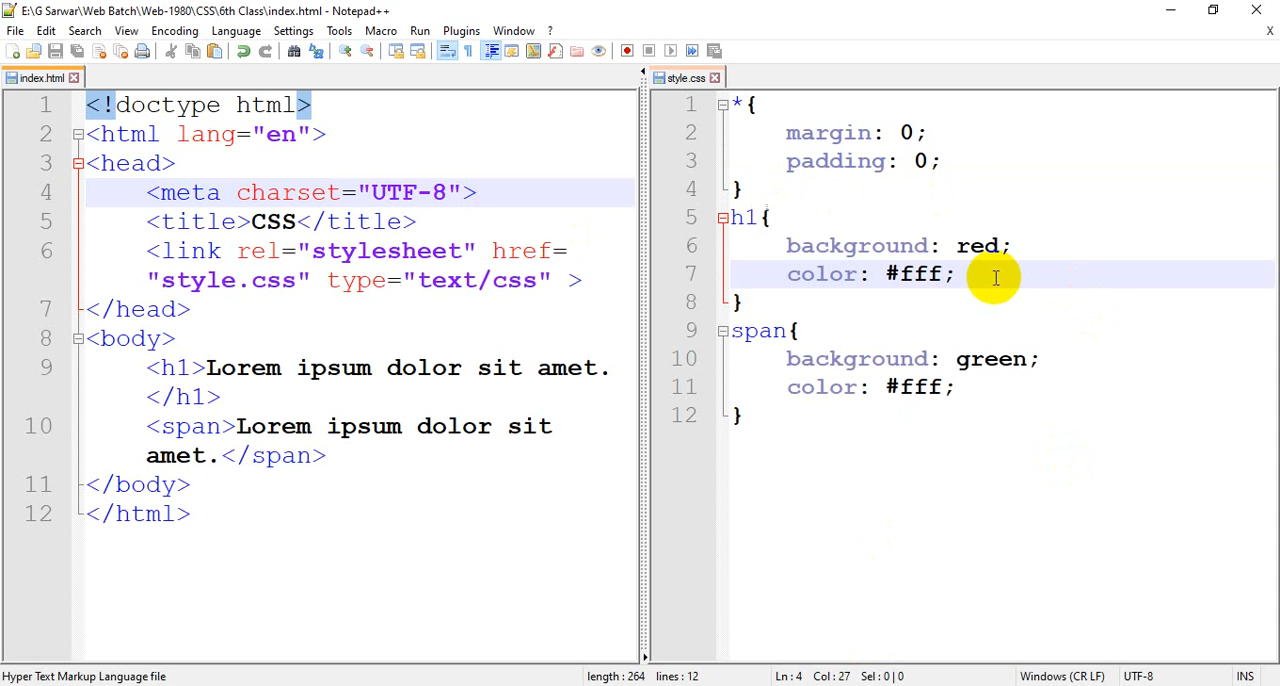 E:\G Sarwar\Web Batch\Web-1980\CSS\6th Class\index.html - Notepad++
File Edit Search View Encoding Language Settings Tools Macro Run Plugins Window ? X
index.html
1 <!doctype html>
2 <html lang="en">
3 <head>
4 <meta charset="UTF-8">
5 <title>CSS</title>
6 <link rel="stylesheet" href=
"style.css" type="text/css" >
7 </head>
8 <body>
9 <h1>Lorem ipsum dolor sit amet.
</h1>
10 <span>Lorem ipsum dolor sit
amet.</span>
11 </body>
12 </html>
style.css
1 *{
2 margin: 0;
3 padding: 0;
4 }
5 h1{
6 background: red;
7 color: #fff;
8 }
9 span{
10 background: green;
11 color: #fff;
12 }
Hyper Text Markup Language file length : 264 lines : 12 Ln : 4 Col : 27 Sel : 0 | 0 Windows (CR LF) UTF-8 INS